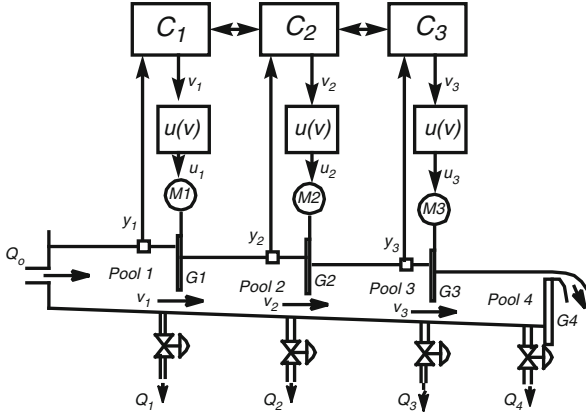 C1 C2 C3
v1 v2 v3
u(v) u(v) u(v)
u1 u2 u3
M1 M2 M3
y1 y2 y3
Qo
Pool 1 G1 Pool 2 G2 Pool 3 G3 Pool 4 G4
v1 v2 v3
Q1 Q2 Q3 Q4